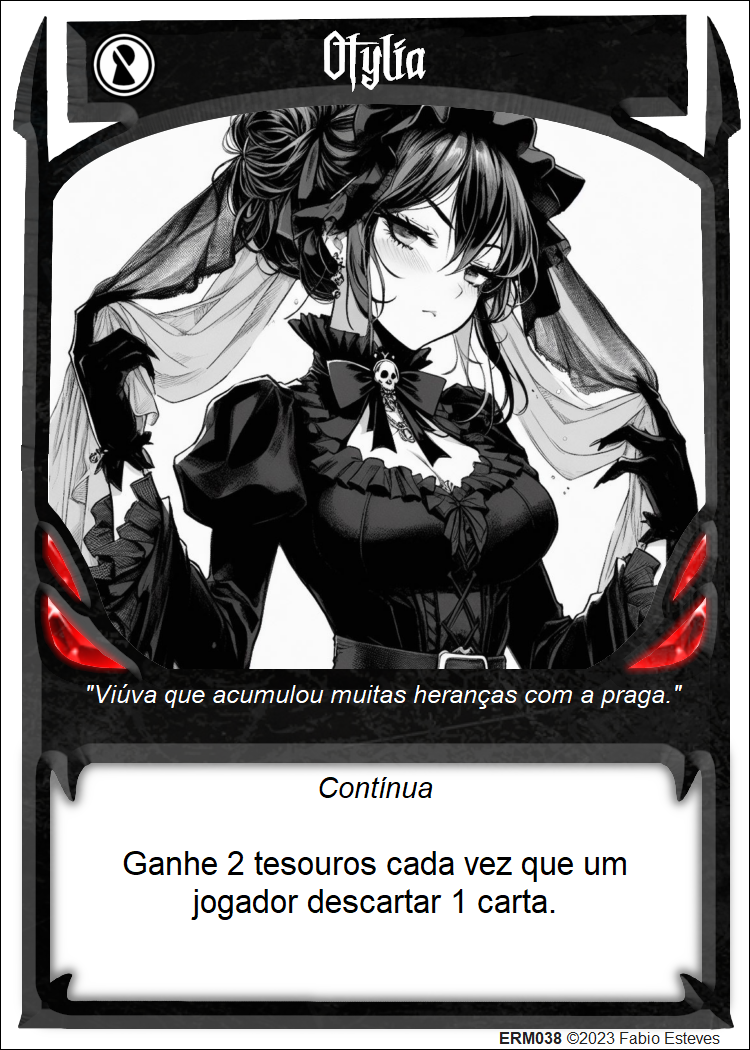 Otylia
"Viúva que acumulou muitas heranças com a praga."
Contínua
Ganhe 2 tesouros cada vez que um
jogador descartar 1 carta.
ERM038 ©2023 Fabio Esteves